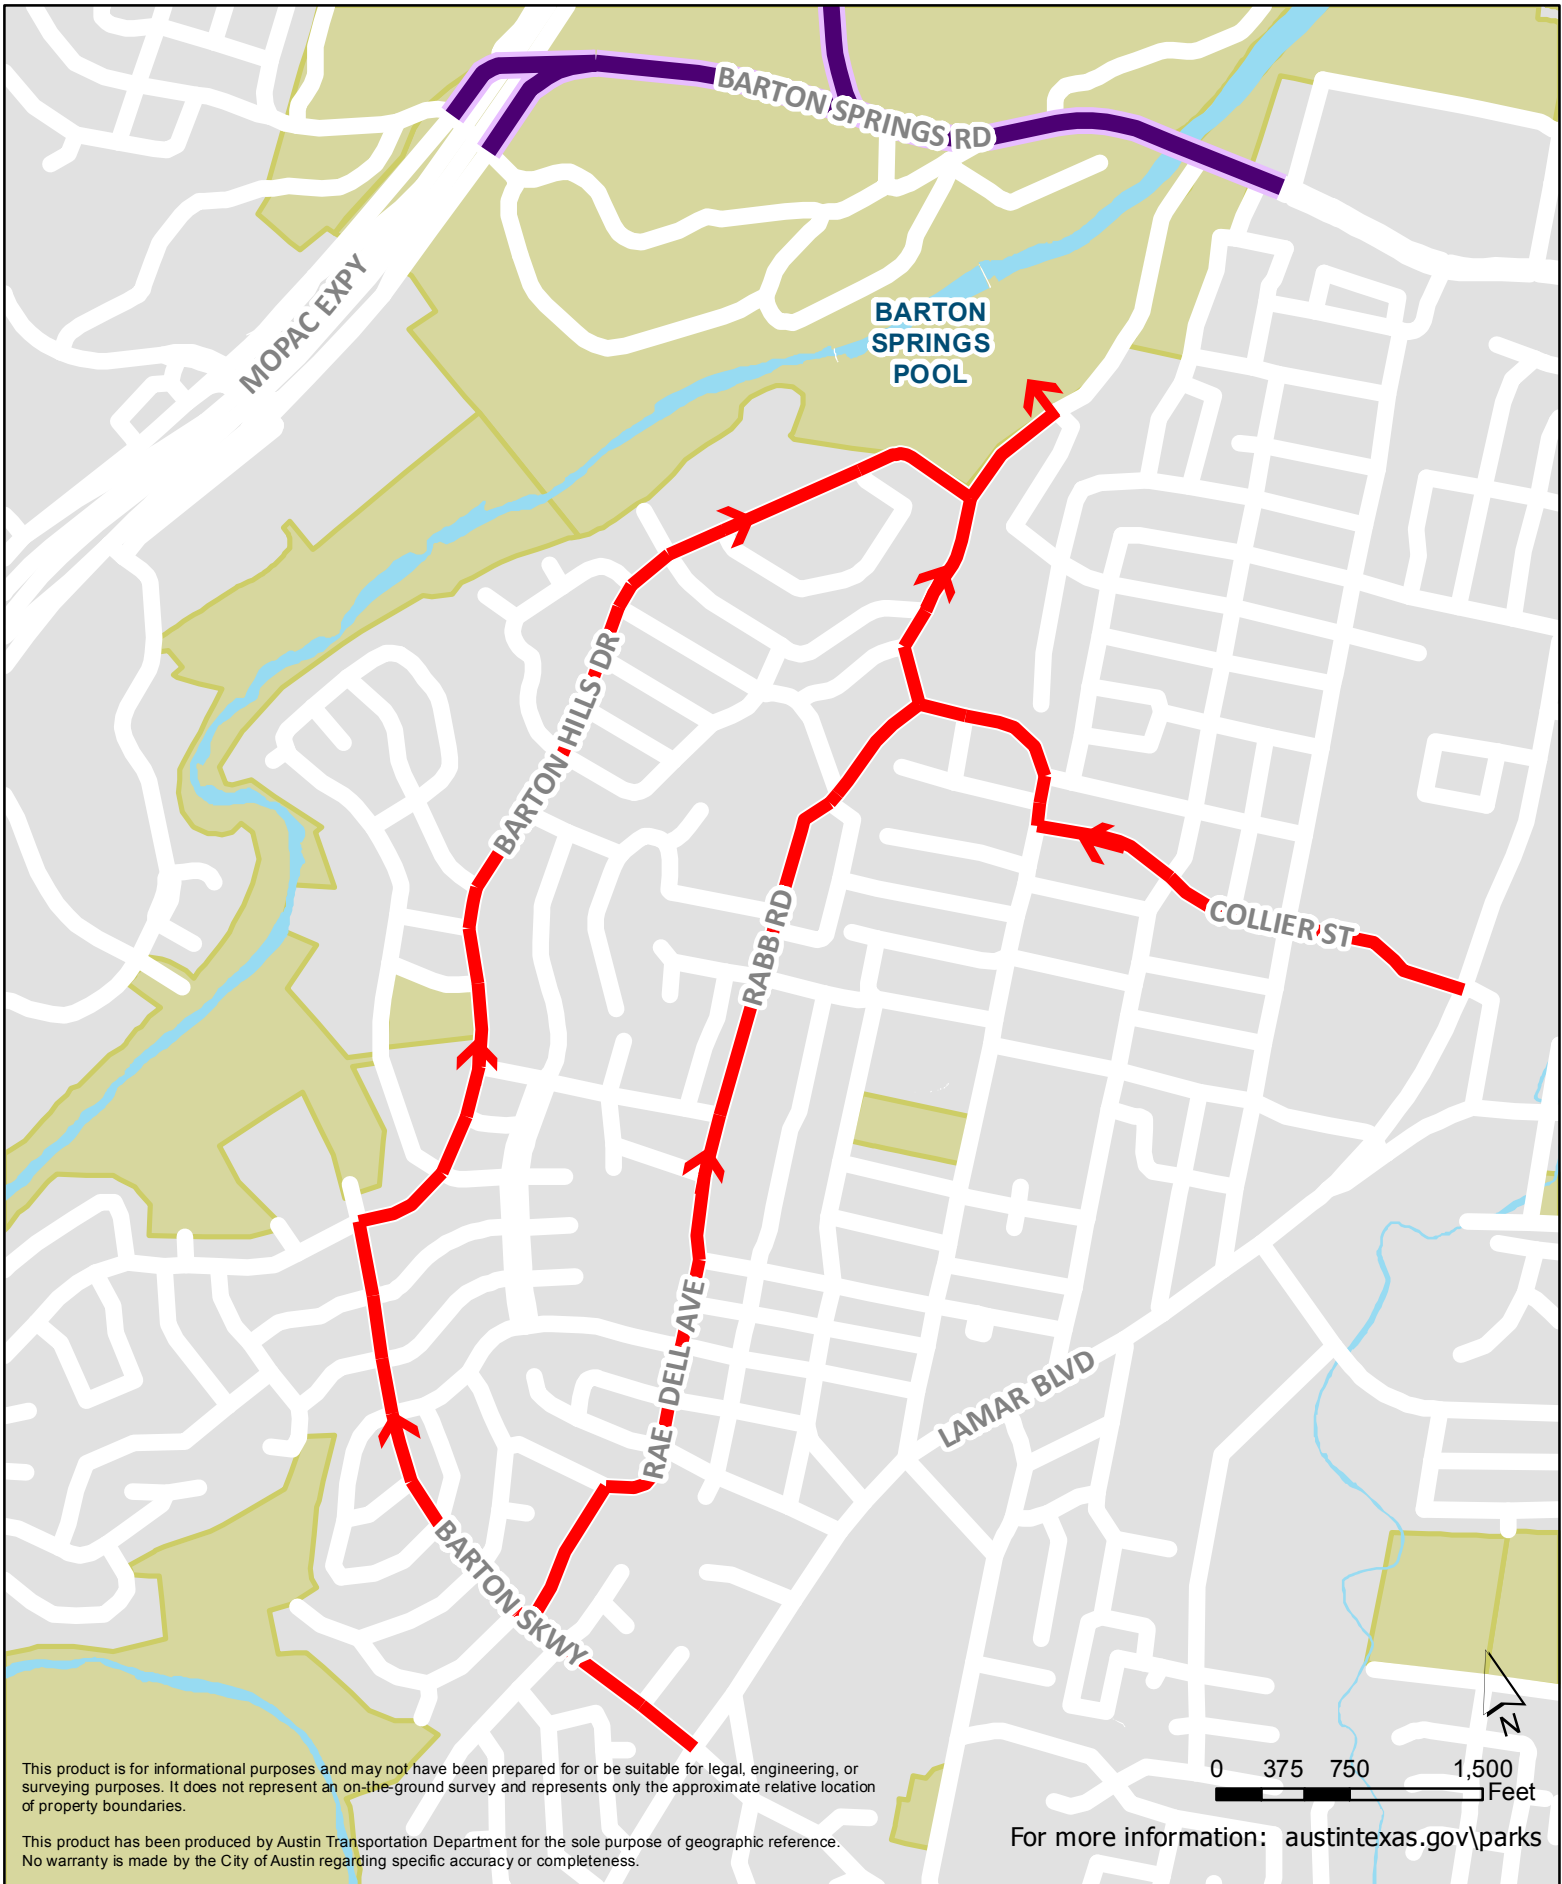 BARTON SPRINGS RD
MOPAC EXPY
BARTON
SPRINGS
POOL
BARTON HILLS DR
RABB RD
COLLIER ST
RAE DELL AVE
LAMAR BLVD
BARTON SKWY
N
0 375 750 1,500
Feet
This product is for informational purposes and may not have been prepared for or be suitable for legal, engineering, or
surveying purposes. It does not represent an on-the-ground survey and represents only the approximate relative location
of property boundaries.
This product has been produced by Austin Transportation Department for the sole purpose of geographic reference.
No warranty is made by the City of Austin regarding specific accuracy or completeness.
For more information: austintexas.gov\parks